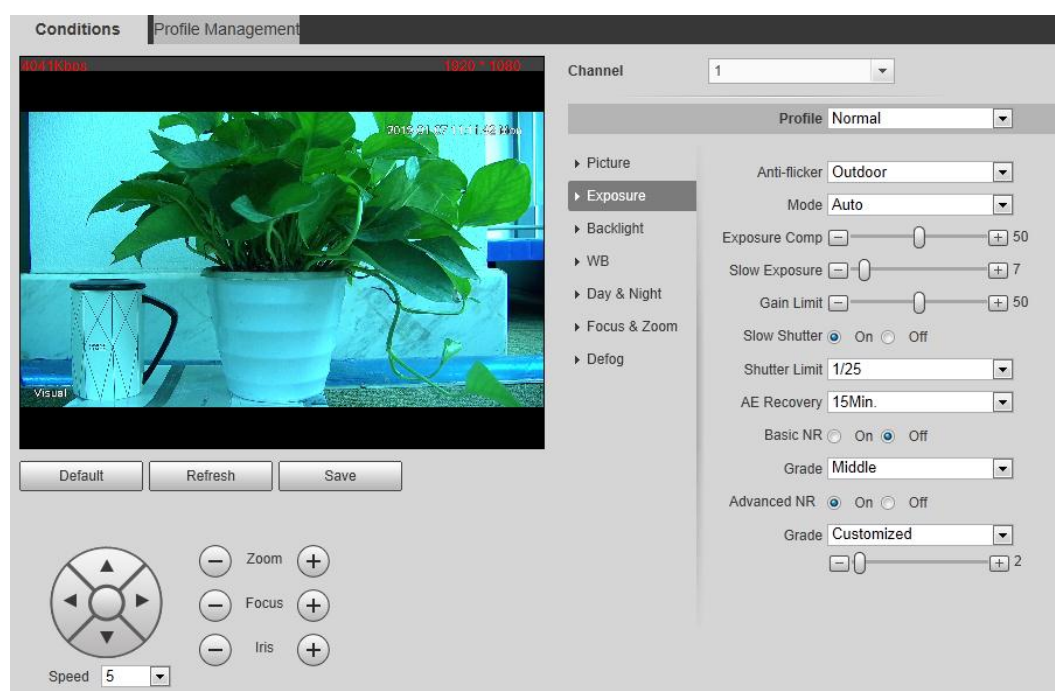 Conditions
Profile Management
4041Kbps 1920 * 1080
Visual
Default Refresh Save
Zoom
Focus
Iris
Speed 5
Channel 1
Profile Normal
Picture
Exposure
Backlight
WB
Day & Night
Focus & Zoom
Defog
Anti-flicker Outdoor
Mode Auto
Exposure Comp 50
Slow Exposure 7
Gain Limit 50
Slow Shutter On Off
Shutter Limit 1/25
AE Recovery 15Min.
Basic NR On Off
Grade Middle
Advanced NR On Off
Grade Customized
2